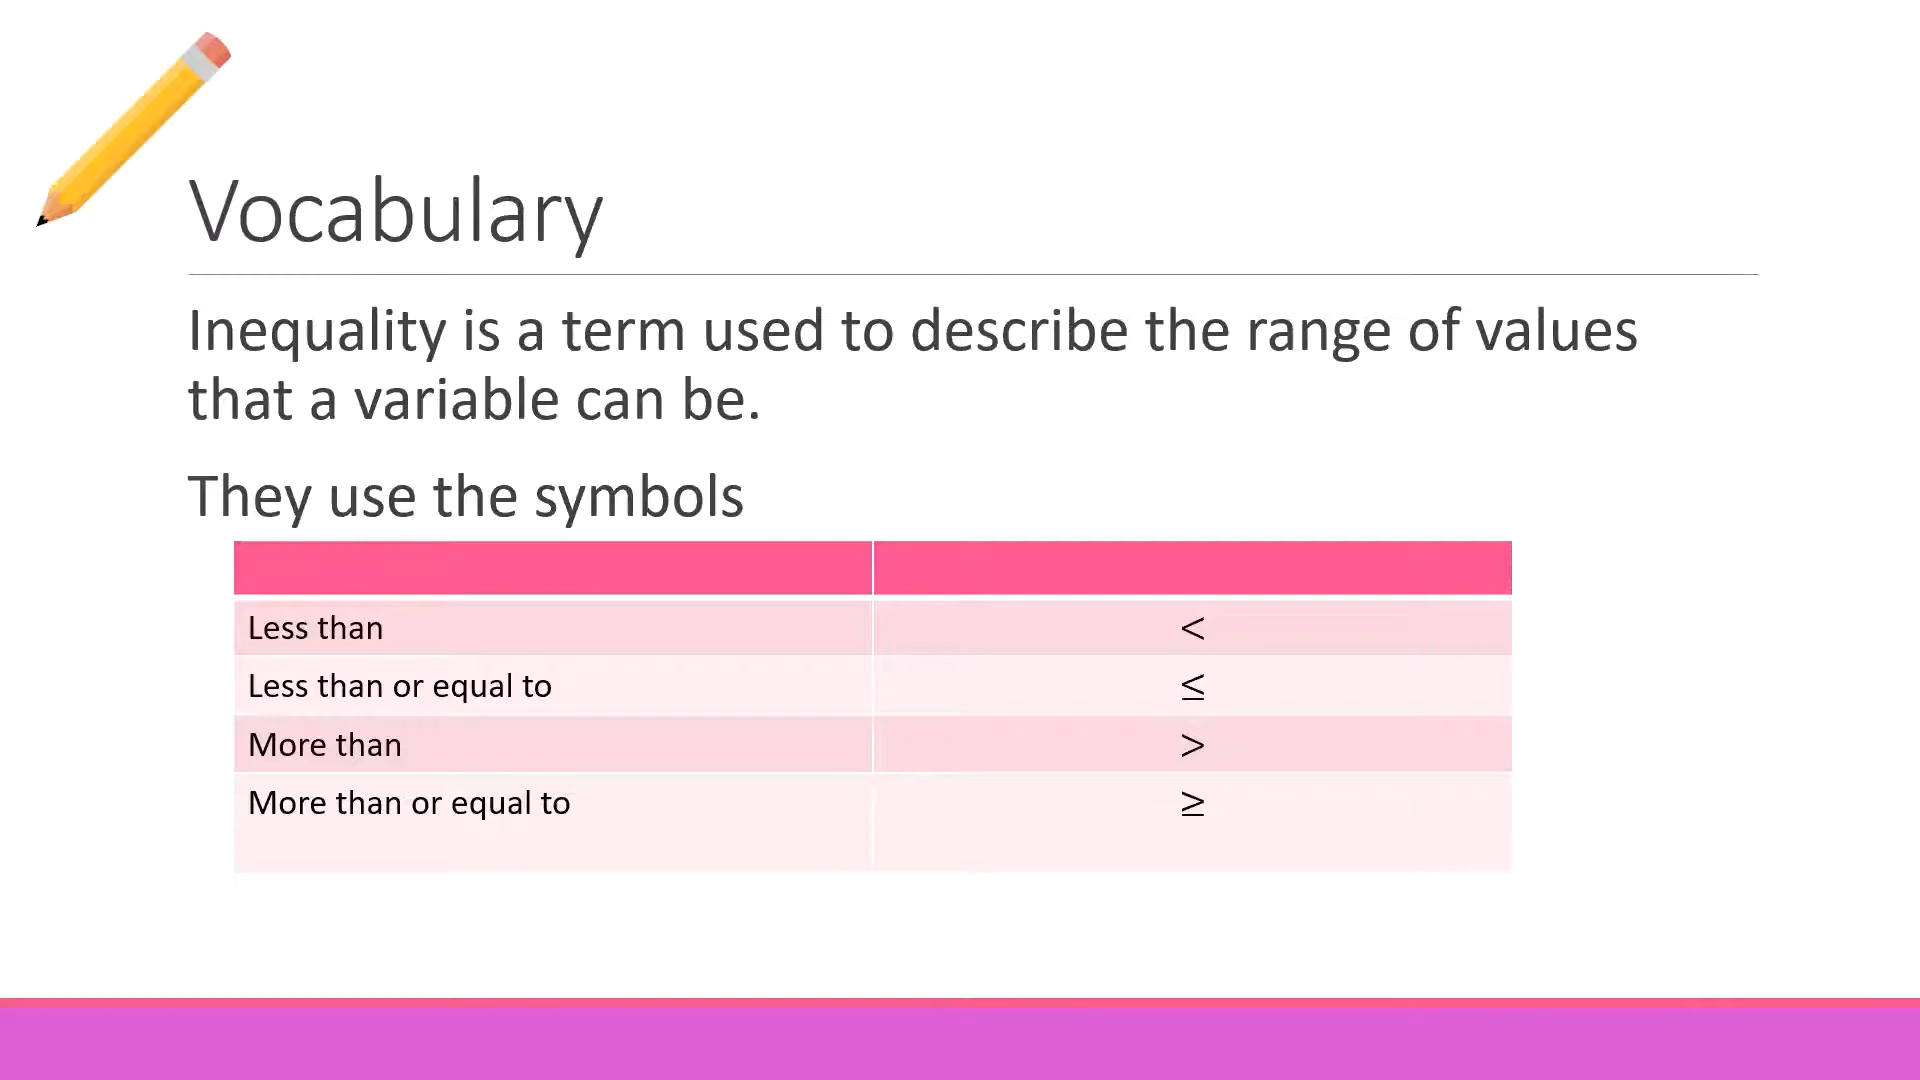 Vocabulary
Inequality is a term used to describe the range of values
that a variable can be.
They use the symbols
Less than <
Less than or equal to ≤
More than >
More than or equal to ≥